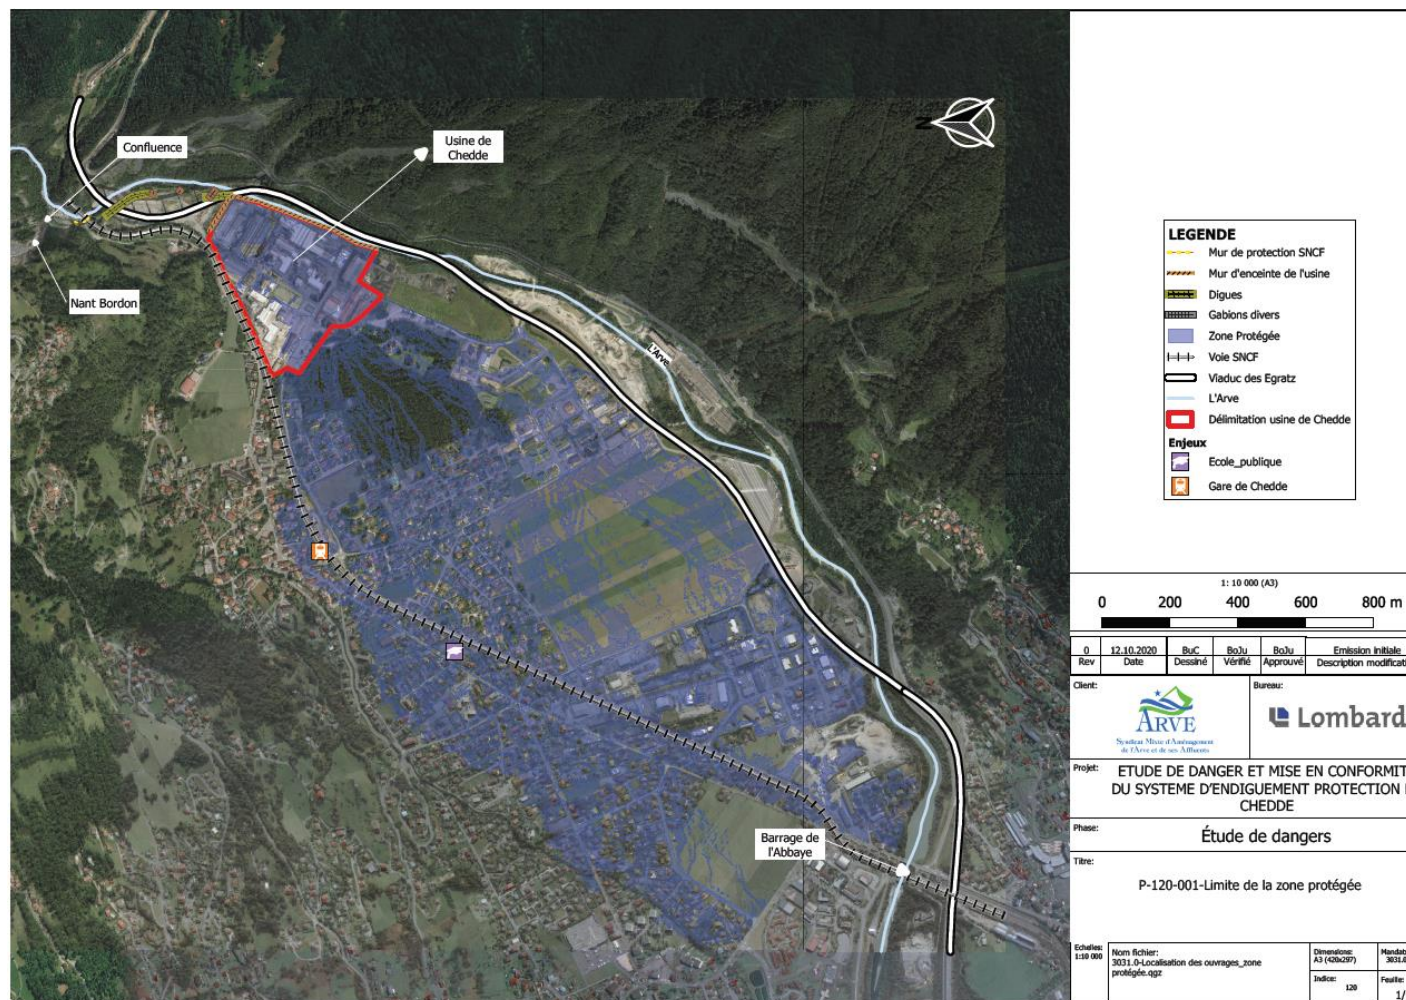 Confluence
Usine de
Chedde
N
Nant Bordon
L'Arve
Barrage de
l'Abbaye
LEGENDE
Mur de protection SNCF
Mur d'enceinte de l'usine
Digues
Gabions divers
Zone Protégée
Voie SNCF
Viaduc des Egratz
L'Arve
Délimitation usine de Chedde
Enjeux
Ecole_publique
Gare de Chedde
1: 10 000 (A3)
0 200 400 600 800 m
0 12.10.2020 BuC BoJu BoJu Emission initiale
Rev Date Dessiné Vérifié Approuvé Description modificati
Client:
ARVE
Syndicat Mixte d'Aménagement
de l'Arve et de ses Affluents
Bureau:
Lombard
Projet: ETUDE DE DANGER ET MISE EN CONFORMIT
DU SYSTEME D'ENDIGUEMENT PROTECTION
CHEDDE
Phase:
Étude de dangers
Titre:
P-120-001-Limite de la zone protégée
Echelles:
1:10 000
Nom fichier:
3031.0-Localisation des ouvrages_zone
protégée.qgz
Dimensions:
A3 (420x297)
Mandat:
3031.0
Indice:
120
Feuille:
1/